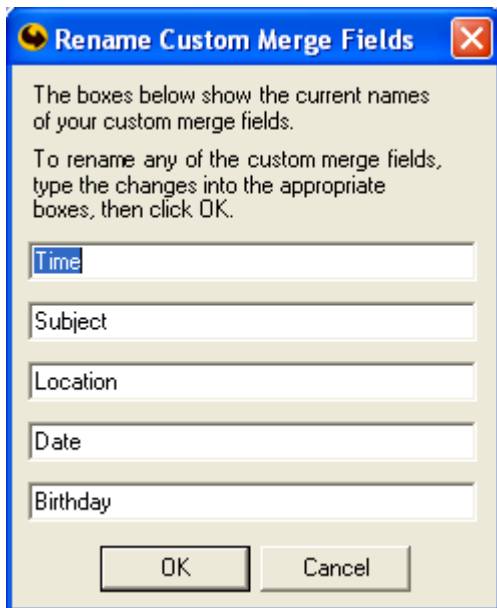 Rename Custom Merge Fields
The boxes below show the current names
of your custom merge fields.
To rename any of the custom merge fields,
type the changes into the appropriate
boxes, then click OK.
Time
Subject
Location
Date
Birthday
OK Cancel